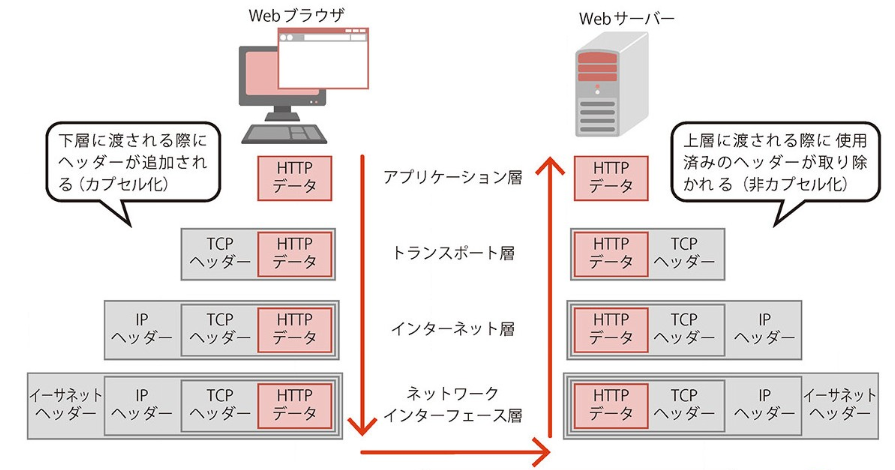 Webブラウザ
Webサーバー
下層に渡される際に
ヘッダーが追加され
る（カプセル化）
上層に渡される際に 使用
済みのヘッダーが取り除
かれる（非カプセル化）
HTTP
データ
アプリケーション層
HTTP
データ
TCP
ヘッダー
HTTP
データ
トランスポート層
HTTP
データ
TCP
ヘッダー
IP
ヘッダー
TCP
ヘッダー
HTTP
データ
インターネット層
HTTP
データ
TCP
ヘッダー
IP
ヘッダー
イーサネット
ヘッダー
IP
ヘッダー
TCP
ヘッダー
HTTP
データ
ネットワーク
インターフェース層
HTTP
データ
TCP
ヘッダー
IP
ヘッダー
イーサネット
ヘッダー